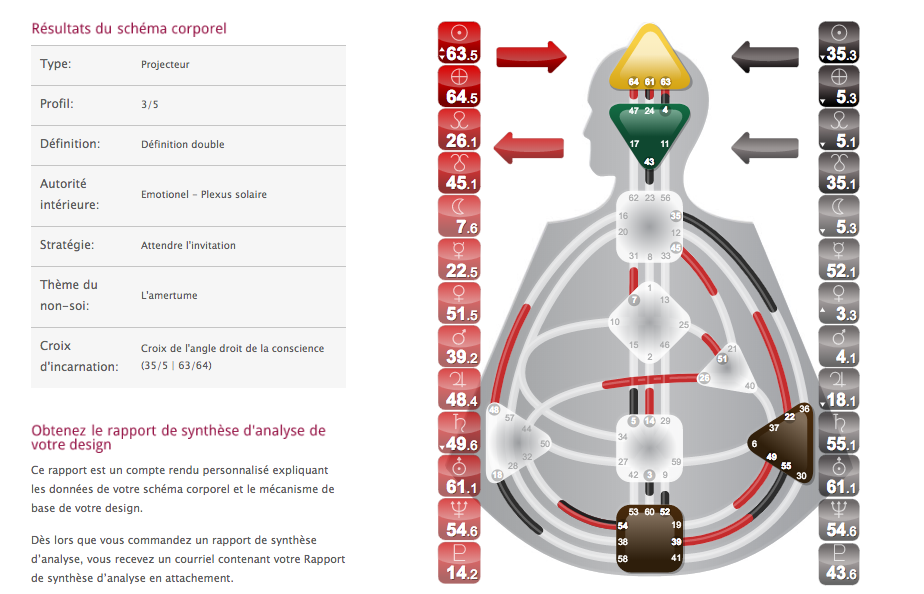 Résultats du schéma corporel
Type: Projecteur
Profil: 3/5
Définition: Définition double
Autorité
intérieure: Emotionel – Plexus solaire
Stratégie: Attendre l'invitation
Thème du
non-soi: L'amertume
Croix
d'incarnation: Croix de l'angle droit de la conscience
(35/5 | 63/64)
Obtenez le rapport de synthèse d'analyse de
votre design
Ce rapport est un compte rendu personnalisé expliquant
les données de votre schéma corporel et le mécanisme de
base de votre design.
Dès lors que vous commandez un rapport de synthèse
d'analyse, vous recevez un courriel contenant votre Rapport
de synthèse d'analyse en attachement.
63.5
64.5
26.1
45.1
7.6
22.5
51.5
39.2
48.4
49.6
61.1
54.6
14.2
64 61 63
47 24 4
17 11
43
62 23 56
16 35
20 12
45
31 8 33
7 1 13
10 25
15 46
2
21
51
26
40
48
57
44
50
32
28
18
5 14 29
34
27 59
42 3 9
36
22
37
6
49
55
30
53 60 52
54 19
38 39
58 41
35.3
5.3
5.1
35.1
5.3
52.1
3.3
4.1
18.1
55.1
61.1
54.6
43.6